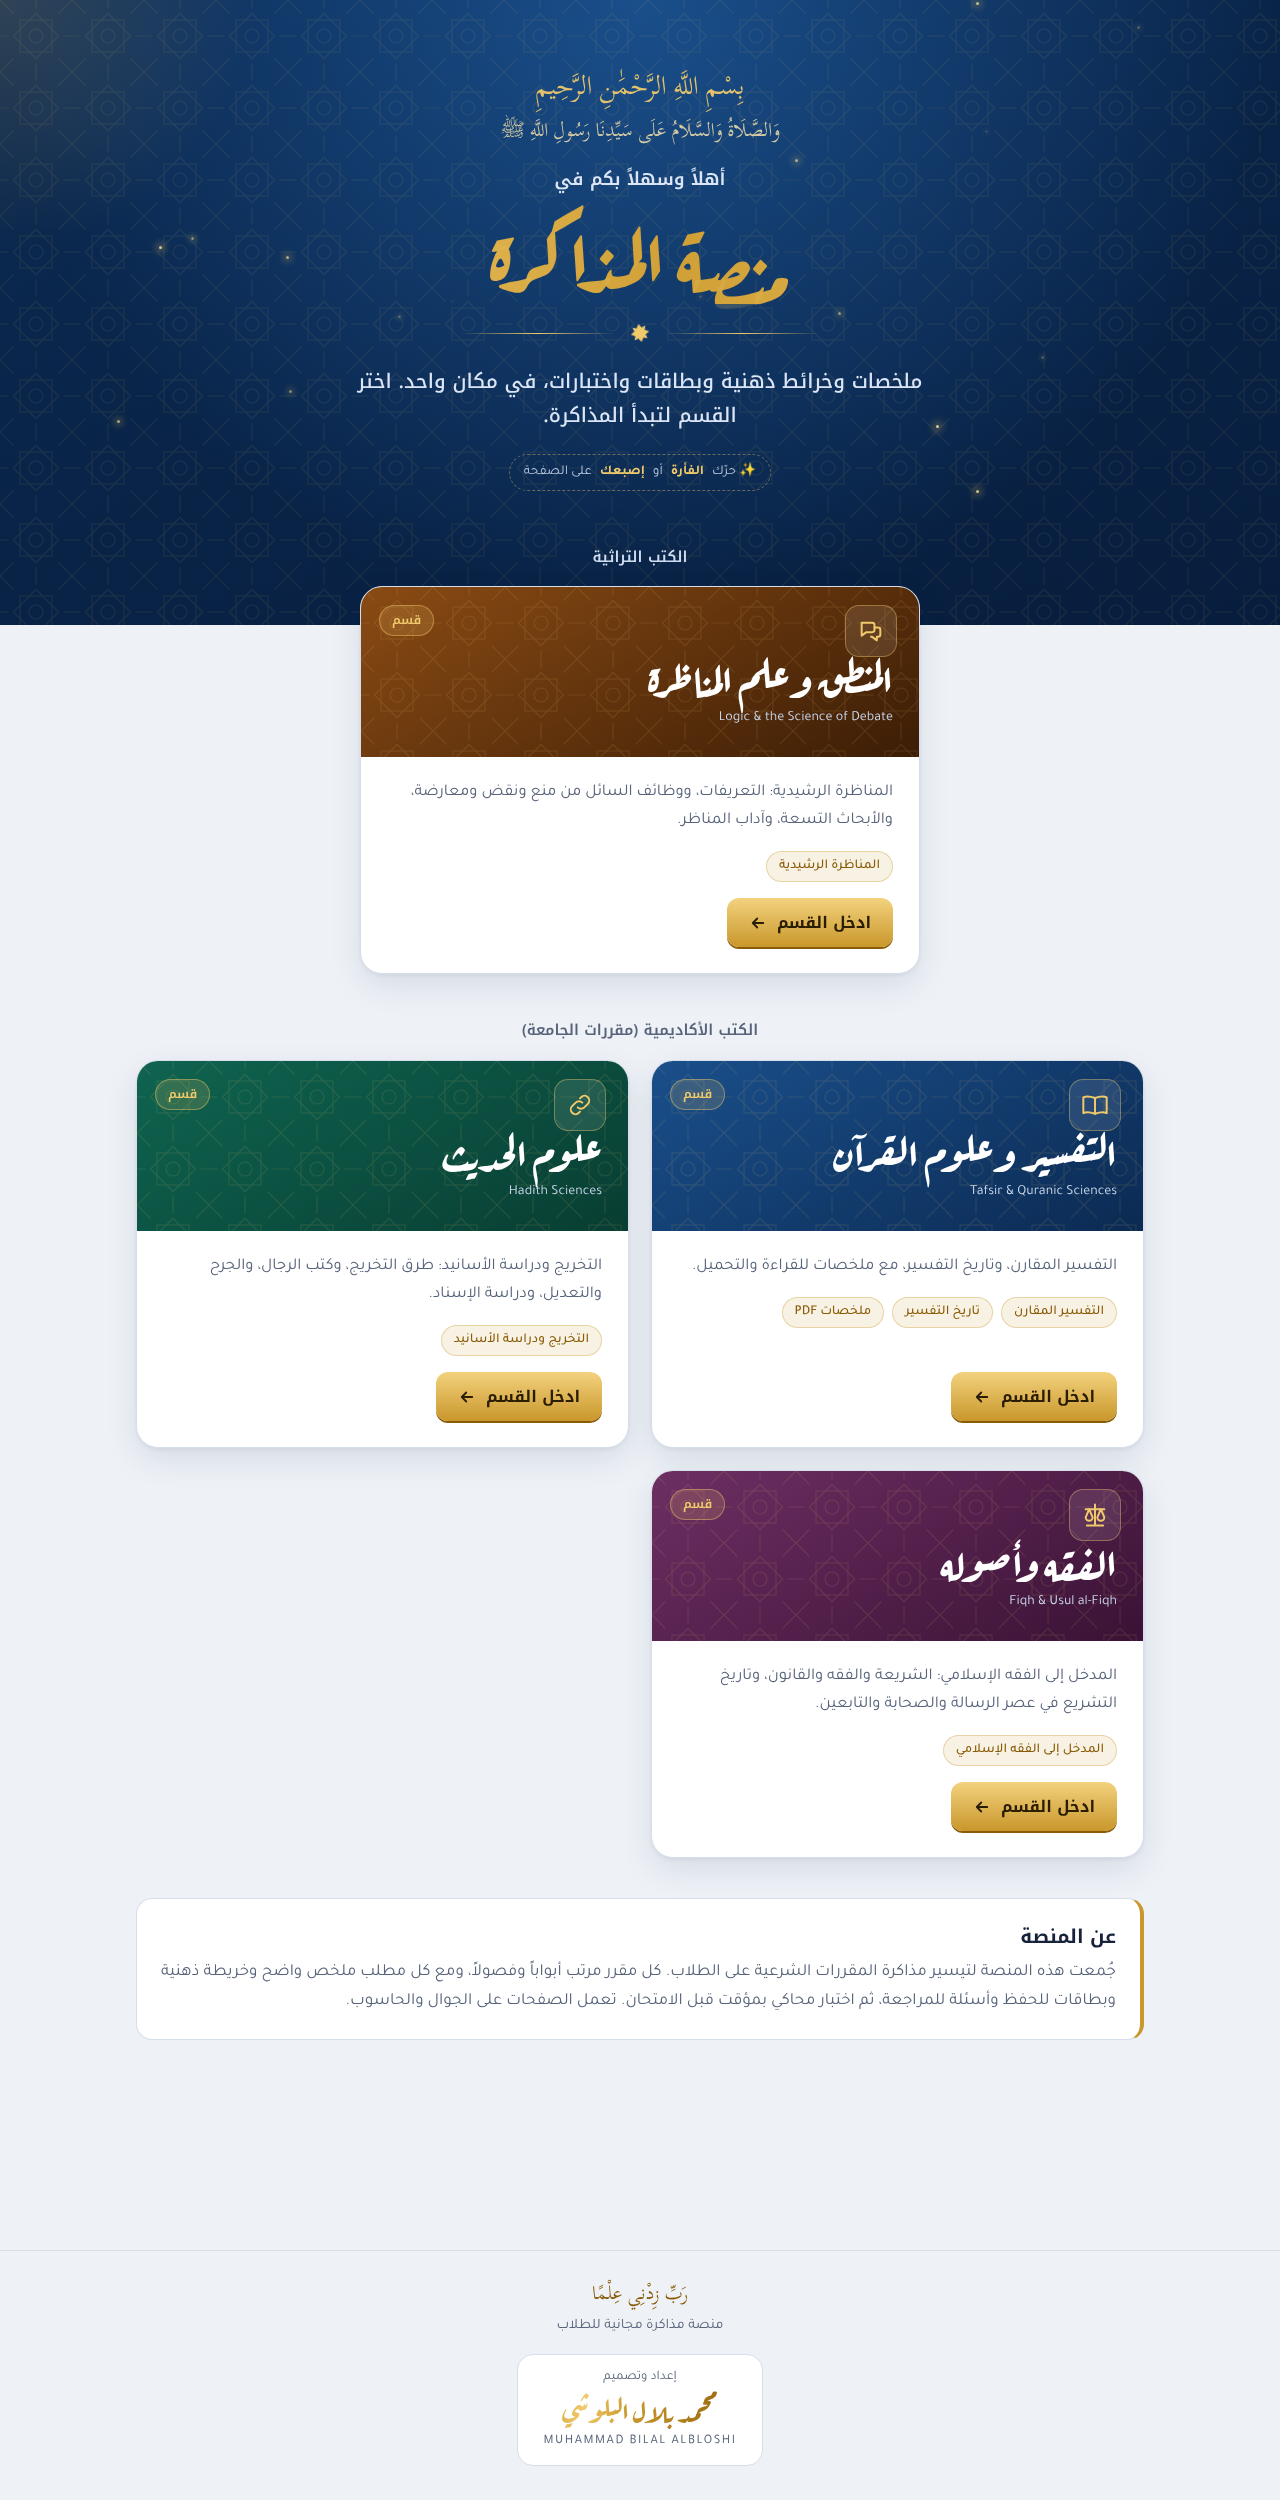 بِسْمِ اللَّهِ الرَّحْمَٰنِ الرَّحِيمِ
وَالصَّلَاةُ وَالسَّلَامُ عَلَى سَيِّدِنَا رَسُولِ اللَّهِ ﷺ
أهلاً وسهلاً بكم في
منصة المذاكرة
ملخصات وخرائط ذهنية وبطاقات واختبارات، في مكان واحد. اختر
القسم لتبدأ المذاكرة.
✨ حرّك الفأرة أو إصبعك على الصفحة
الكتب التراثية
قسم
المنطق وعلم المناظرة
Logic & the Science of Debate
المناظرة الرشيدية: التعريفات، ووظائف السائل من منع ونقض ومعارضة،
والأبحاث التسعة، وآداب المناظر.
المناظرة الرشيدية
ادخل القسم ←
الكتب الأكاديمية (مقررات الجامعة)
قسم
التفسير وعلوم القرآن
Tafsir & Quranic Sciences
التفسير المقارن، وتاريخ التفسير، مع ملخصات للقراءة والتحميل.
التفسير المقارن
تاريخ التفسير
ملخصات PDF
ادخل القسم ←
قسم
علوم الحديث
Hadith Sciences
التخريج ودراسة الأسانيد: طرق التخريج، وكتب الرجال، والجرح
والتعديل، ودراسة الإسناد.
التخريج ودراسة الأسانيد
ادخل القسم ←
قسم
الفقه وأصوله
Fiqh & Usul al-Fiqh
المدخل إلى الفقه الإسلامي: الشريعة والفقه والقانون، وتاريخ
التشريع في عصر الرسالة والصحابة والتابعين.
المدخل إلى الفقه الإسلامي
ادخل القسم ←
عن المنصة
جُمعت هذه المنصة لتيسير مذاكرة المقررات الشرعية على الطلاب. كل مقرر مرتب أبواباً وفصولاً، ومع كل مطلب ملخص واضح وخريطة ذهنية
وبطاقات للحفظ وأسئلة للمراجعة، ثم اختبار محاكي بمؤقت قبل الامتحان. تعمل الصفحات على الجوال والحاسوب.
رَبِّ زِدْنِي عِلْمًا
منصة مذاكرة مجانية للطلاب
إعداد وتصميم
محمد بلال البلوشي
MUHAMMAD BILAL ALBLOSHI